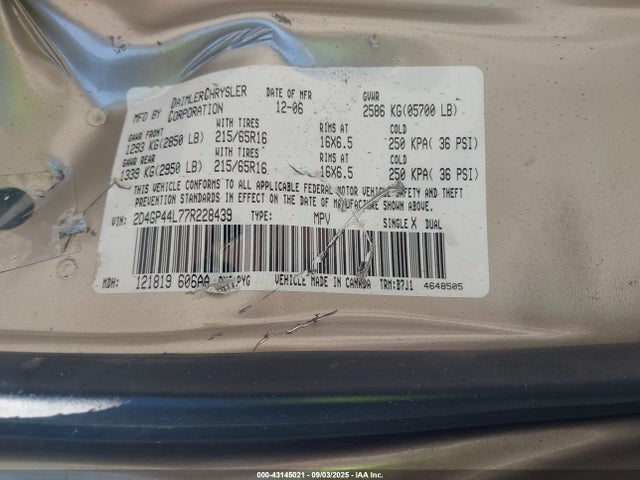 MFD BY DAIMLERCHRYSLER CORPORATION DATE OF MFR 12-06 GVWR 2586 KG(05700 LB)
GAWR FRONT WITH TIRES RIMS AT COLD
1293 KG(2850 LB) 215/65R16 16X6.5 250 KPA( 36 PSI)
GAWR REAR WITH TIRES RIMS AT COLD
1339 KG(2950 LB) 215/65R16 16X6.5 250 KPA( 36 PSI)
THIS VEHICLE CONFORMS TO ALL APPLICABLE FEDERAL MOTOR VEHICLE SAFETY AND THEFT
PREVENTION STANDARDS IN EFFECT ON THE DATE OF MANUFACTURE SHOWN ABOVE.
VIN: 2D4GP44L77R228439 TYPE: MPV SINGLE X DUAL
MDH: 121819 606AA PYG VEHICLE MADE IN CANADA TRM:B7J1 4648505
000-43145021 - 09/03/2025 - IAA Inc.